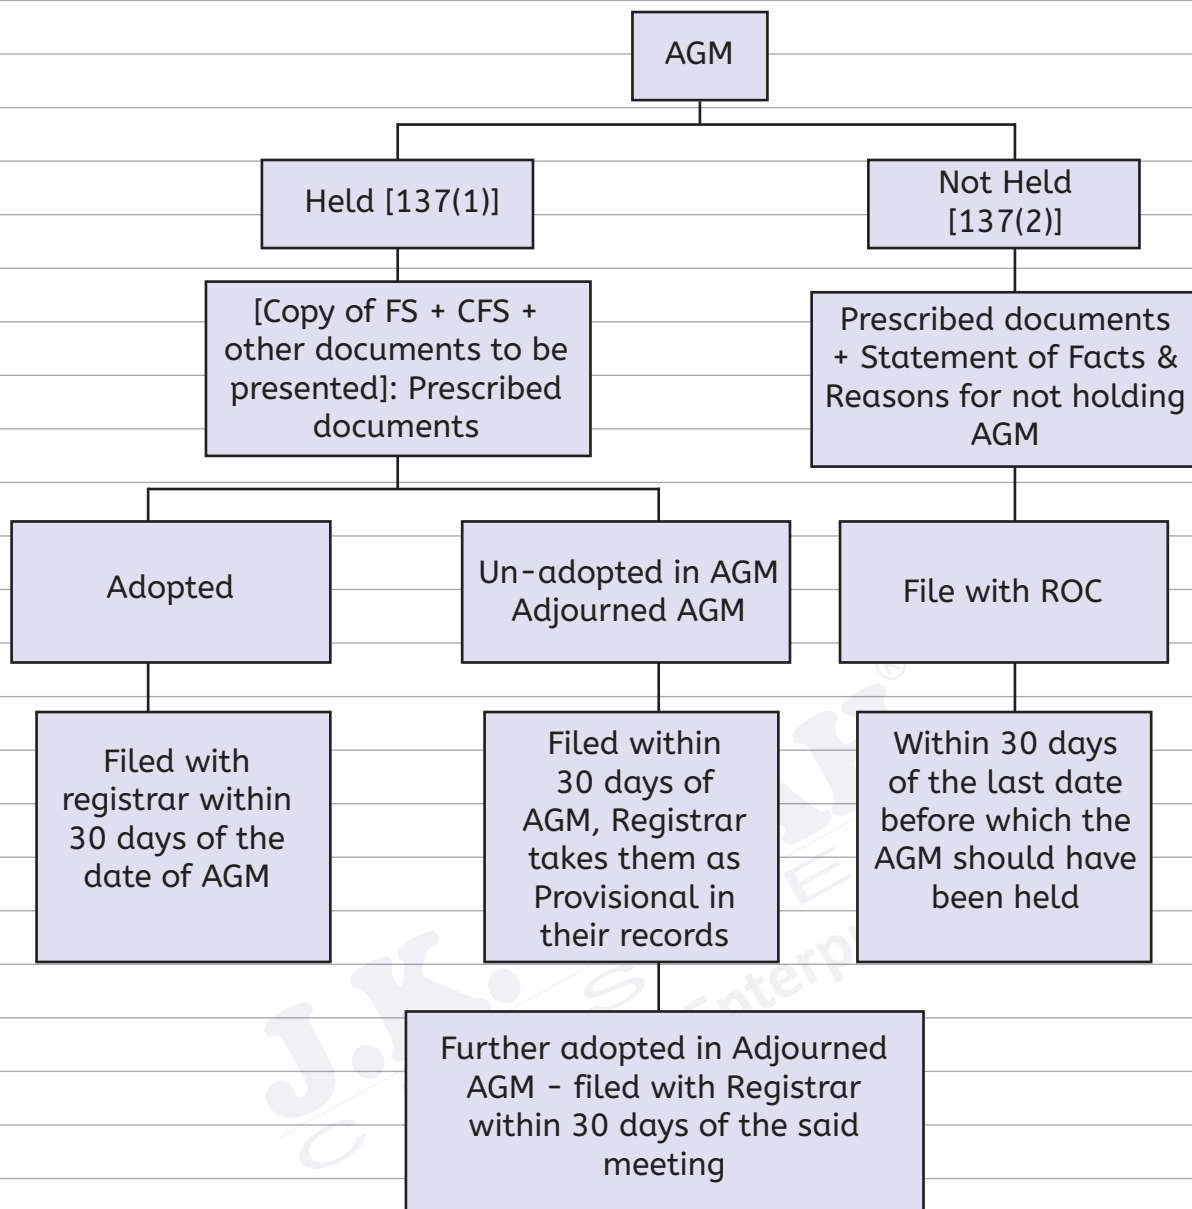 AGM
Held [137(1)]
Not Held
[137(2)]
[Copy of FS + CFS +
other documents to be
presented]: Prescribed
documents
Prescribed documents
+ Statement of Facts &
Reasons for not holding
AGM
Adopted
Un-adopted in AGM
Adjourned AGM
File with ROC
Filed with
registrar within
30 days of the
date of AGM
Filed within
30 days of
AGM, Registrar
takes them as
Provisional in
their records
Within 30 days
of the last date
before which the
AGM should have
been held
Further adopted in Adjourned
AGM - filed with Registrar
within 30 days of the said
meeting
J.K.